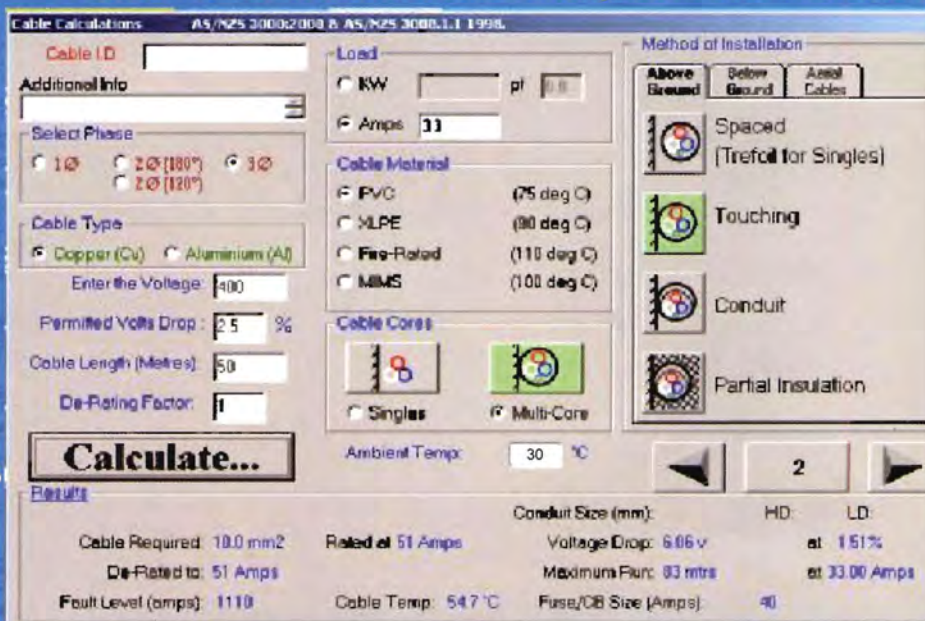 Cable Calculations AS/NZS 3000:2000 & AS/NZS 3008.1.1 1998.
Cable I.D
Additional Info
Select Phase
1Ø 2Ø (180°) 3Ø
2Ø (120°)
Cable Type
Copper (Cu) Aluminium (Al)
Enter the Voltage: 400
Permitted Volts Drop : 2.5 %
Cable Length (Metres): 50
De-Rating Factor: 1
Calculate...
Load
KW pf 0.8
Amps 33
Cable Material
PVC (75 deg C)
XLPE (90 deg C)
Fire-Rated (110 deg C)
MIMS (100 deg C)
Cable Cores
Singles Multi-Core
Ambient Temp: 30 °C
Method of Installation
Above Ground Below Ground Aerial Cables
Spaced
(Trefoil for Singles)
Touching
Conduit
Partial Insulation
2
Results
Conduit Size (mm): HD: LD:
Cable Required: 10.0 mm2 Rated at 51 Amps Voltage Drop: 6.06 v at 1.51%
De-Rated to: 51 Amps Maximum Run: 83 mtrs at 33.00 Amps
Fault Level (amps): 1110 Cable Temp: 54.7 °C Fuse/CB Size (Amps): 40